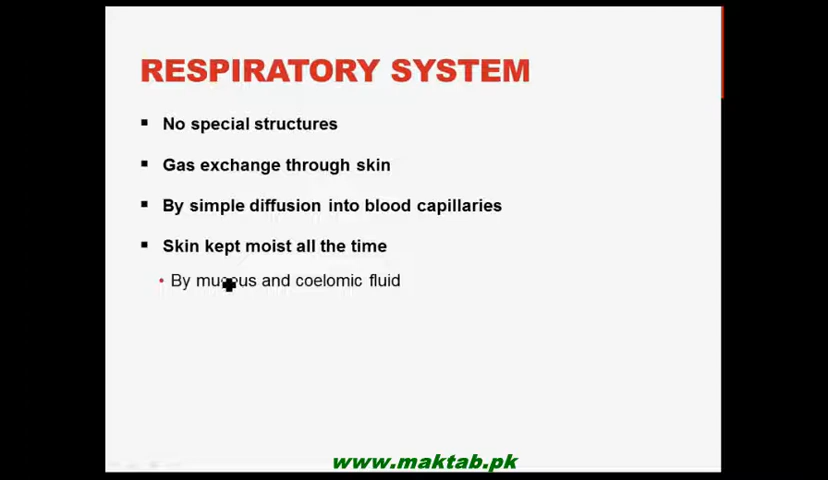 RESPIRATORY SYSTEM
▪ No special structures
▪ Gas exchange through skin
▪ By simple diffusion into blood capillaries
▪ Skin kept moist all the time
• By mucous and coelomic fluid
www.maktab.pk